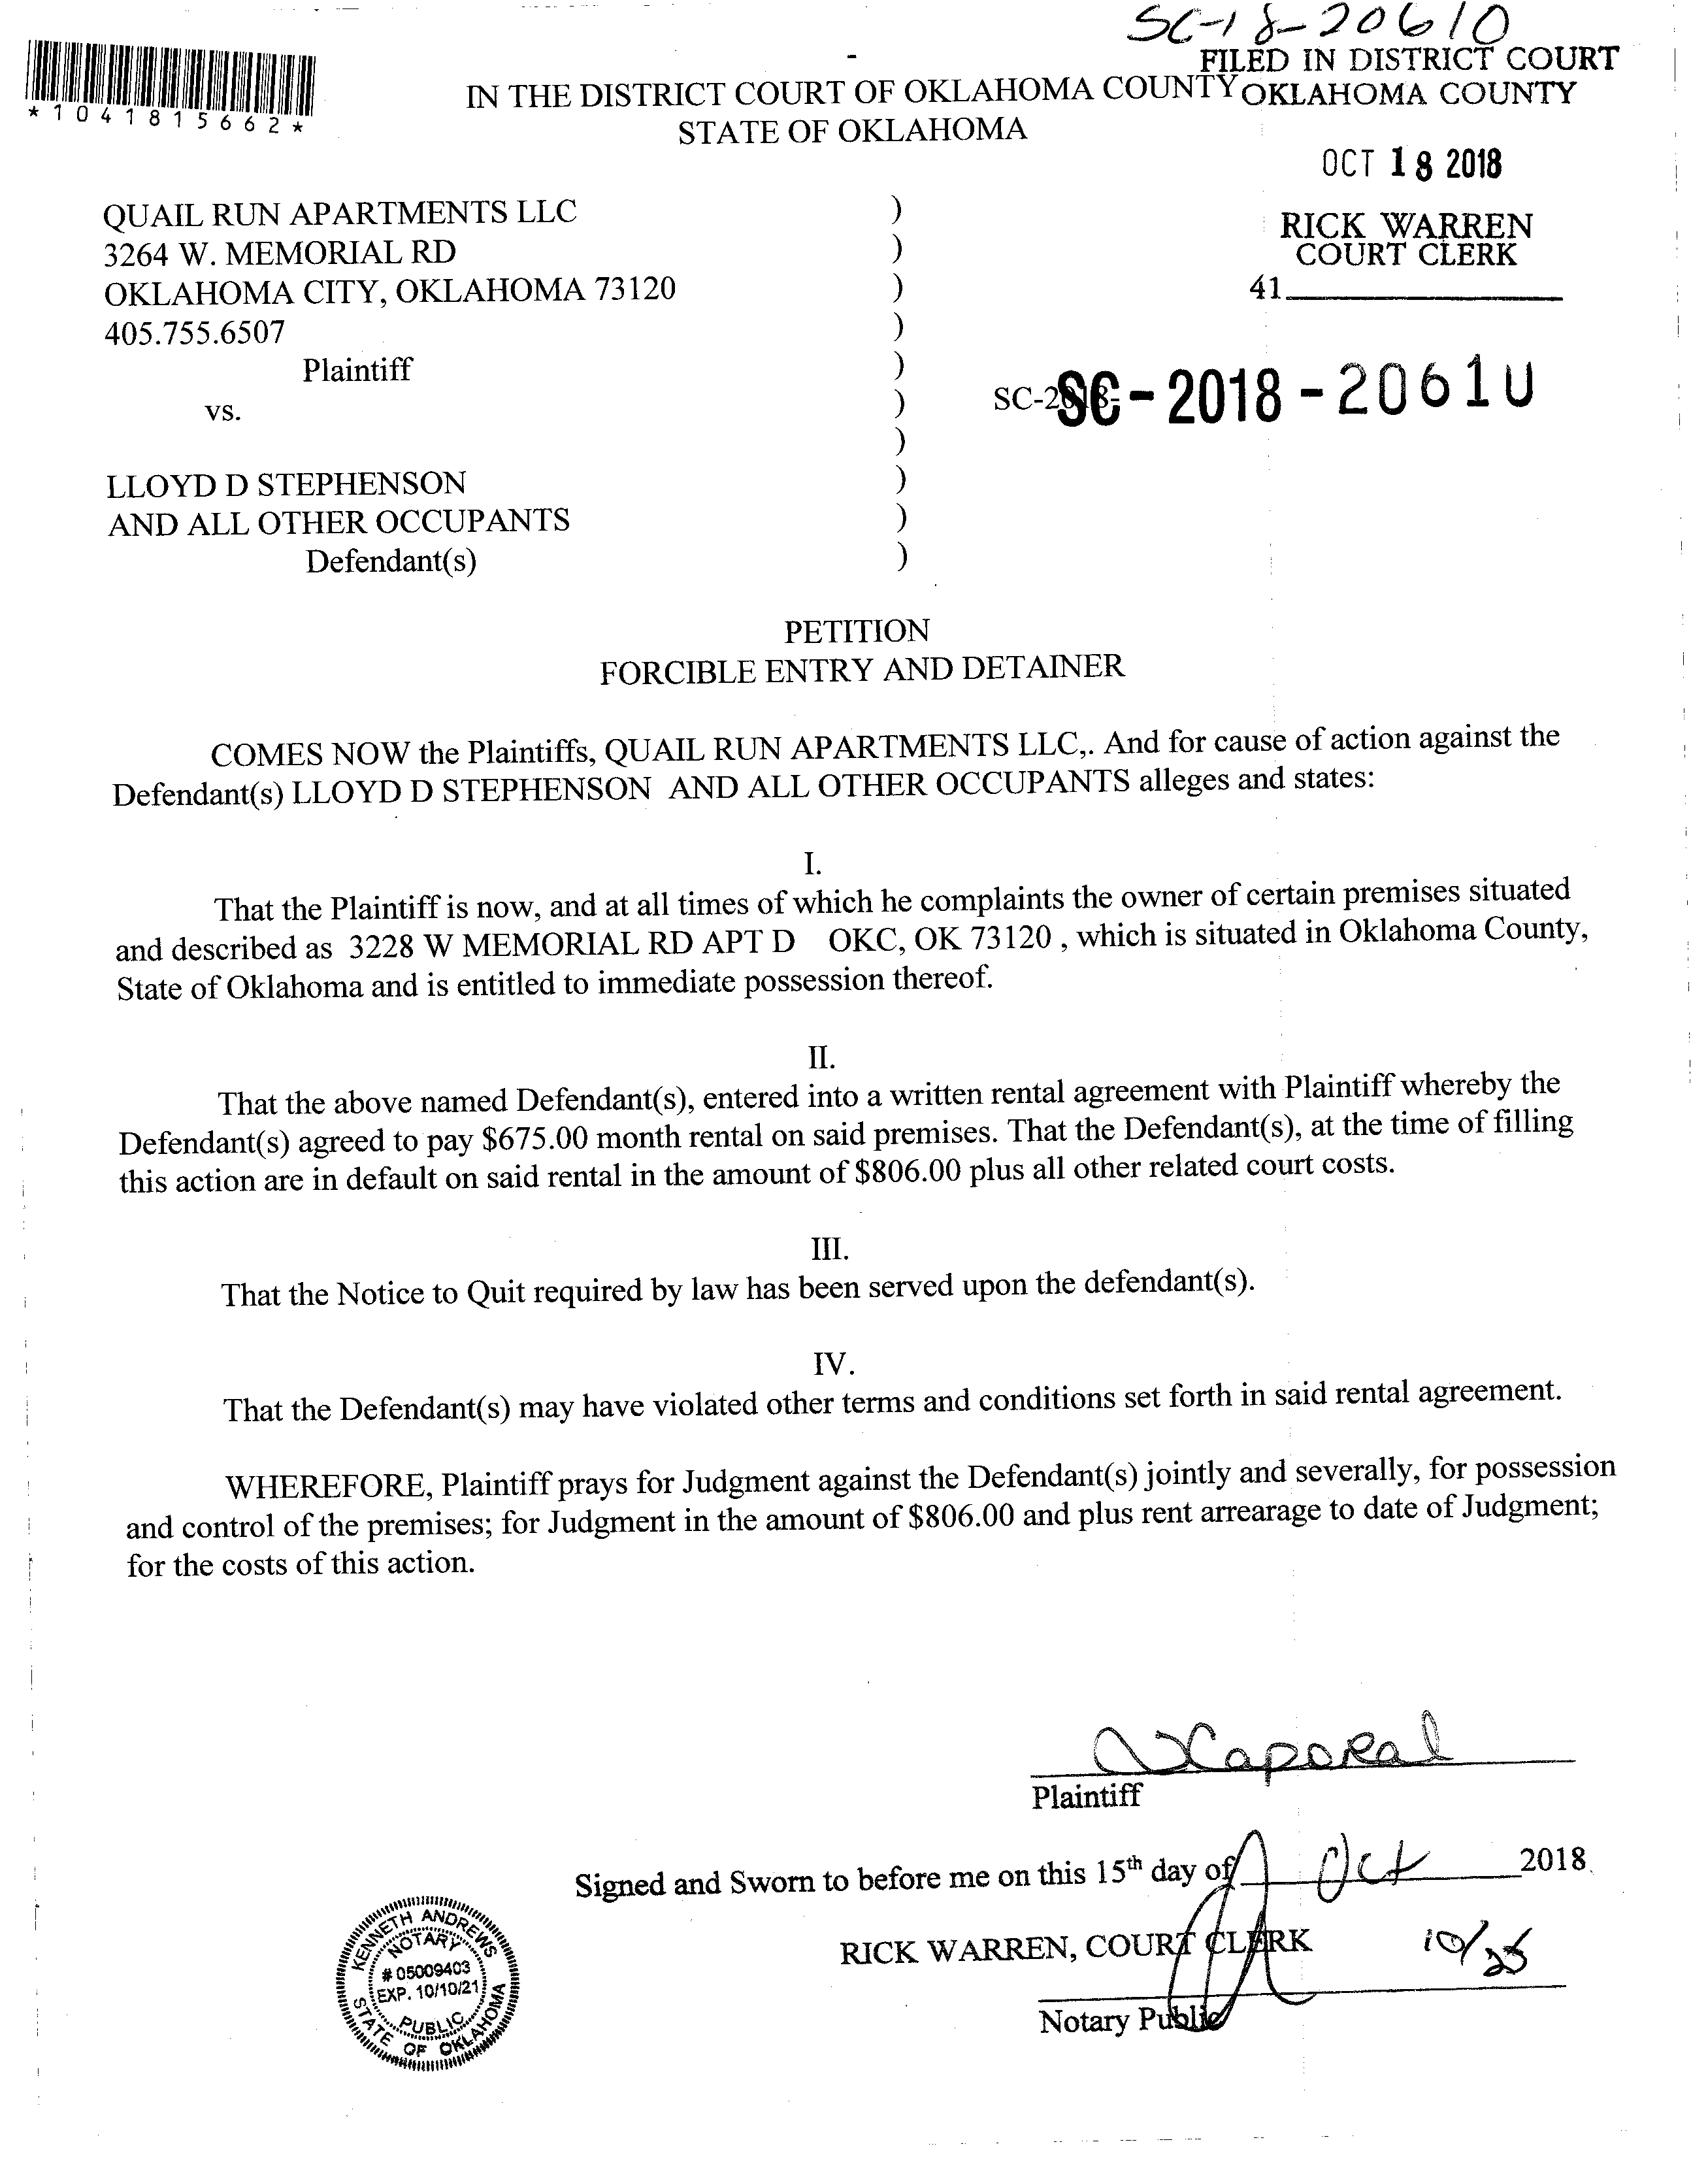 SC-18-20610
FILED IN DISTRICT COURT
OKLAHOMA COUNTY
*1041815662*
IN THE DISTRICT COURT OF OKLAHOMA COUNTY
STATE OF OKLAHOMA
OCT 18 2018
RICK WARREN
COURT CLERK
41
QUAIL RUN APARTMENTS LLC )
3264 W. MEMORIAL RD )
OKLAHOMA CITY, OKLAHOMA 73120 )
405.755.6507 )
Plaintiff )
vs. ) SC-2018- SC-2018-20610
)
LLOYD D STEPHENSON )
AND ALL OTHER OCCUPANTS )
Defendant(s) )
PETITION
FORCIBLE ENTRY AND DETAINER
COMES NOW the Plaintiffs, QUAIL RUN APARTMENTS LLC,. And for cause of action against the
Defendant(s) LLOYD D STEPHENSON AND ALL OTHER OCCUPANTS alleges and states:
I.
That the Plaintiff is now, and at all times of which he complaints the owner of certain premises situated
and described as 3228 W MEMORIAL RD APT D OKC, OK 73120 , which is situated in Oklahoma County,
State of Oklahoma and is entitled to immediate possession thereof.
II.
That the above named Defendant(s), entered into a written rental agreement with Plaintiff whereby the
Defendant(s) agreed to pay $675.00 month rental on said premises. That the Defendant(s), at the time of filling
this action are in default on said rental in the amount of $806.00 plus all other related court costs.
III.
That the Notice to Quit required by law has been served upon the defendant(s).
IV.
That the Defendant(s) may have violated other terms and conditions set forth in said rental agreement.
WHEREFORE, Plaintiff prays for Judgment against the Defendant(s) jointly and severally, for possession
and control of the premises; for Judgment in the amount of $806.00 and plus rent arrearage to date of Judgment;
for the costs of this action.
Caporal
Plaintiff
Signed and Sworn to before me on this 15th day of Oct 2018.
RICK WARREN, COURT CLERK 10/25
Notary Public
KENNETH ANDREWS
NOTARY
# 05009403
EXP. 10/10/21
PUBLIC
STATE OF OKLAHOMA